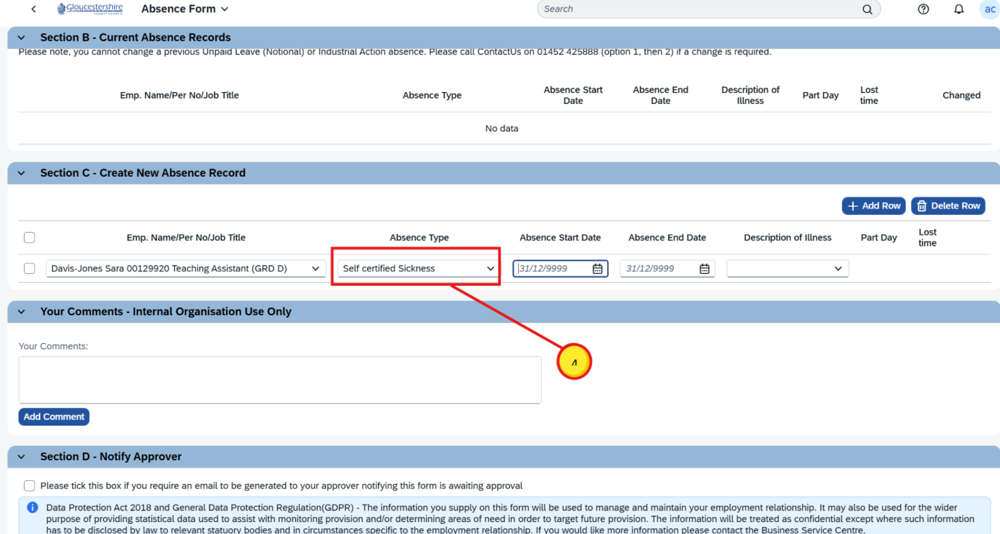 Gloucestershire
COUNTY COUNCIL
Absence Form
Search
ac
Section B - Current Absence Records
Please note, you cannot change a previous Unpaid Leave (Notional) or Industrial Action absence. Please call ContactUs on 01452 425888 (option 1, then 2) if a change is required.
Emp. Name/Per No/Job Title
Absence Type
Absence Start Date
Absence End Date
Description of Illness
Part Day
Lost time
Changed
No data
Section C - Create New Absence Record
Add Row
Delete Row
Emp. Name/Per No/Job Title
Absence Type
Absence Start Date
Absence End Date
Description of Illness
Part Day
Lost time
Davis-Jones Sara 00129920 Teaching Assistant (GRD D)
Self certified Sickness
31/12/9999
31/12/9999
Your Comments - Internal Organisation Use Only
Your Comments:
4
Add Comment
Section D - Notify Approver
Please tick this box if you require an email to be generated to your approver notifying this form is awaiting approval
Data Protection Act 2018 and General Data Protection Regulation(GDPR) - The information you supply on this form will be used to manage and maintain your employment relationship. It may also be used for the wider
purpose of providing statistical data used to assist with monitoring provision and/or determining areas of need in order to target future provision. The information will be treated as confidential except where such information
has to be disclosed by law to relevant statuory bodies and in circumstances specific to the employment relationship. If you would like more information please contact the Business Service Centre.